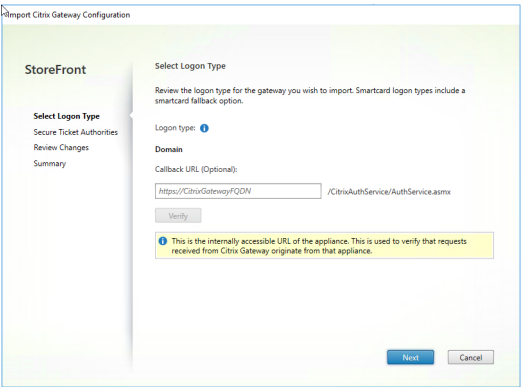 Import Citrix Gateway Configuration
StoreFront
Select Logon Type
Secure Ticket Authorities
Review Changes
Summary
Select Logon Type
Review the logon type for the gateway you wish to import. Smartcard logon types include a
smartcard fallback option.
Logon type:
Domain
Callback URL (Optional):
https://CitrixGatewayFQDN /CitrixAuthService/AuthService.asmx
Verify
This is the internally accessible URL of the appliance. This is used to verify that requests
received from Citrix Gateway originate from that appliance.
Next Cancel